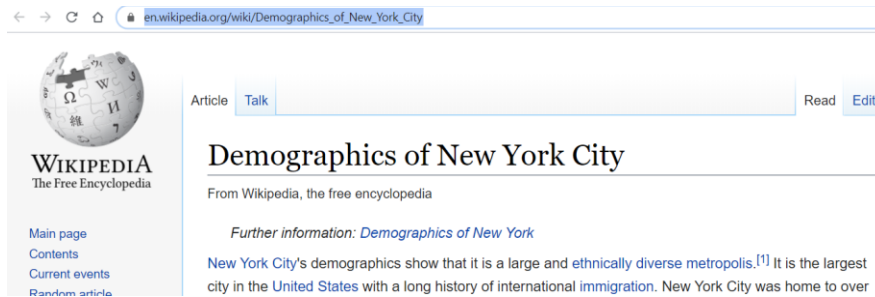 en.wikipedia.org/wiki/Demographics_of_New_York_City
Article Talk Read Edit
WIKIPEDIA
The Free Encyclopedia
Demographics of New York City
From Wikipedia, the free encyclopedia
Further information: Demographics of New York
Main page
Contents
Current events
Random article
New York City's demographics show that it is a large and ethnically diverse metropolis.[1] It is the largest
city in the United States with a long history of international immigration. New York City was home to over